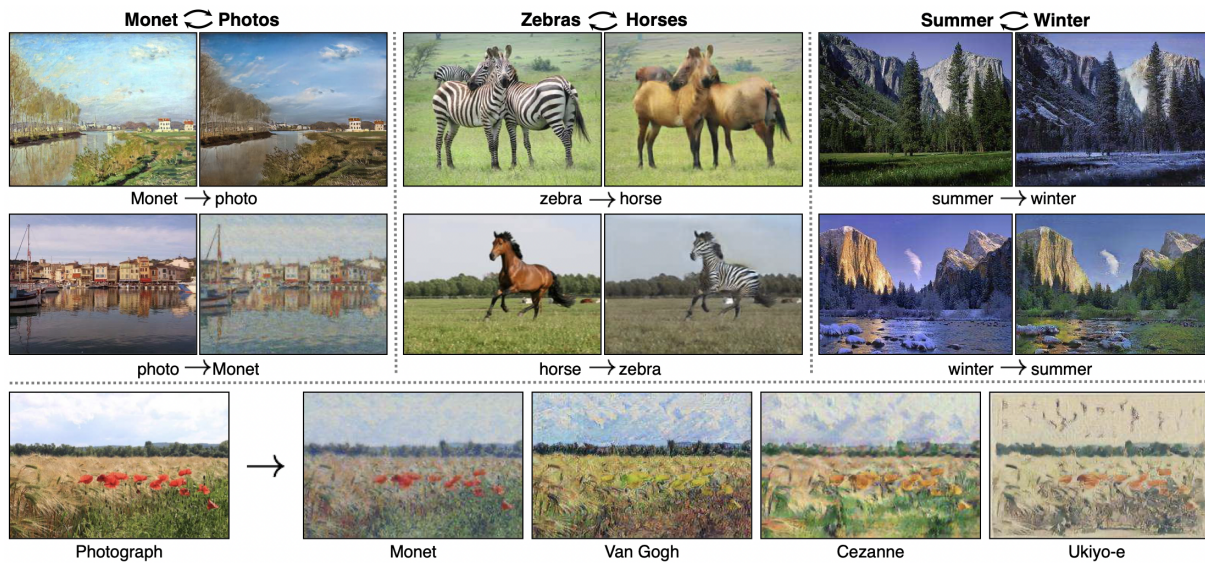 Monet ⇄ Photos
Zebras ⇄ Horses
Summer ⇄ Winter
Monet → photo
zebra → horse
summer → winter
photo → Monet
horse → zebra
winter → summer
Photograph
Monet
Van Gogh
Cezanne
Ukiyo-e